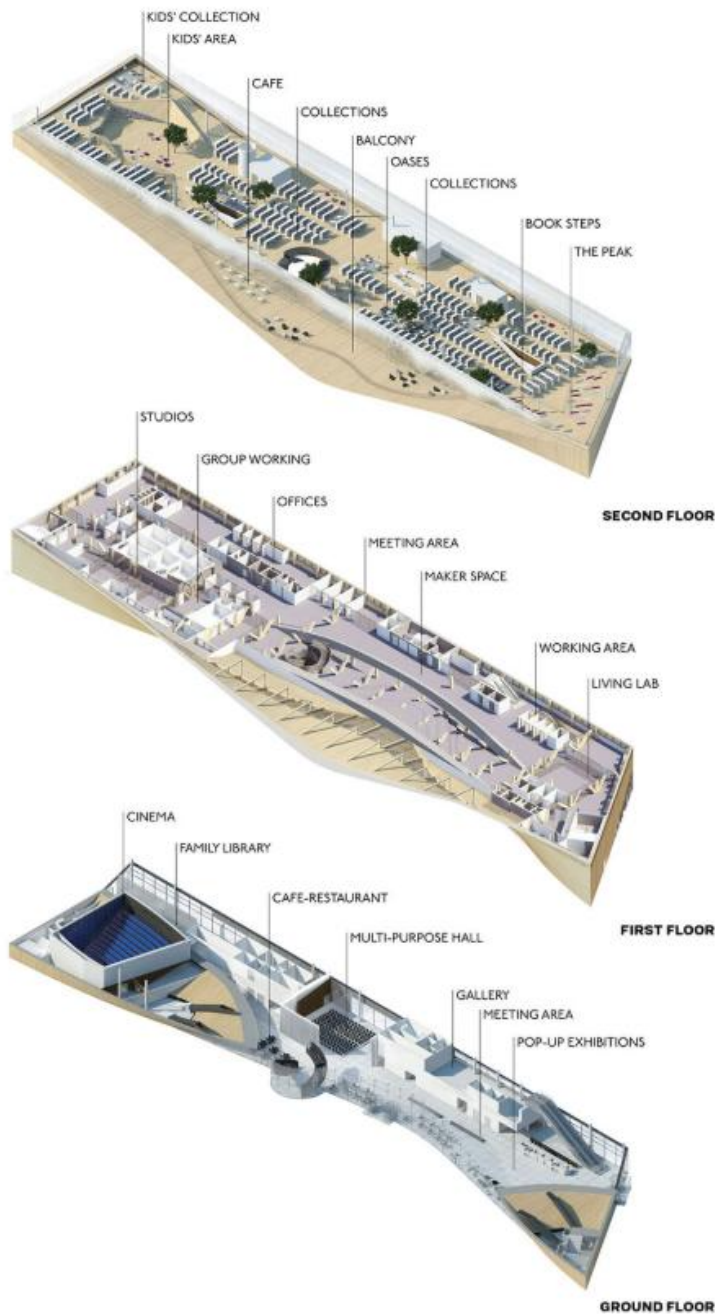 KIDS' COLLECTION
KIDS' AREA
CAFE
COLLECTIONS
BALCONY
OASES
COLLECTIONS
BOOK STEPS
THE PEAK
SECOND FLOOR
STUDIOS
GROUP WORKING
OFFICES
MEETING AREA
MAKER SPACE
WORKING AREA
LIVING LAB
FIRST FLOOR
CINEMA
FAMILY LIBRARY
CAFE-RESTAURANT
MULTI-PURPOSE HALL
GALLERY
MEETING AREA
POP-UP EXHIBITIONS
GROUND FLOOR